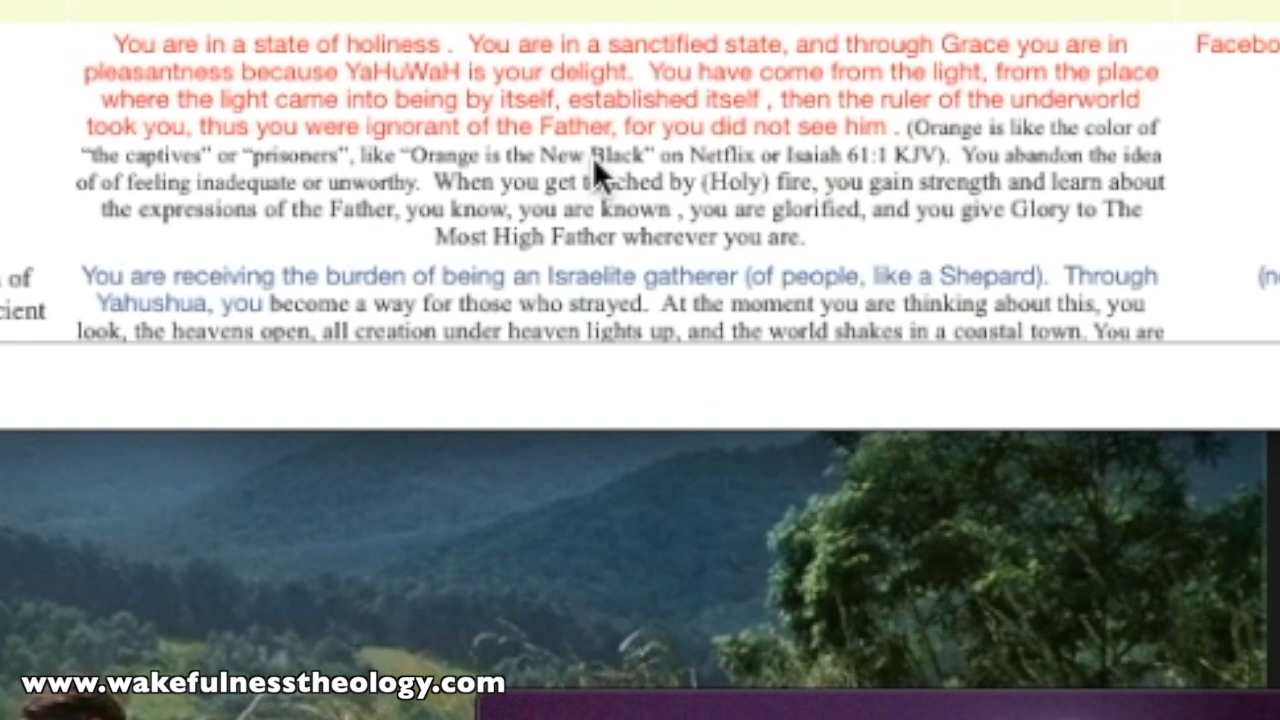 You are in a state of holiness . You are in a sanctified state, and through Grace you are in
pleasantness because YaHuWaH is your delight. You have come from the light, from the place
where the light came into being by itself, established itself , then the ruler of the underworld
took you, thus you were ignorant of the Father, for you did not see him . (Orange is like the color of
"the captives" or "prisoners", like "Orange is the New Black" on Netflix or Isaiah 61:1 KJV). You abandon the idea
of of feeling inadequate or unworthy. When you get touched by (Holy) fire, you gain strength and learn about
the expressions of the Father, you know, you are known , you are glorified, and you give Glory to The
Most High Father wherever you are.
You are receiving the burden of being an Israelite gatherer (of people, like a Shepard). Through
Yahushua, you become a way for those who strayed. At the moment you are thinking about this, you
look, the heavens open, all creation under heaven lights up, and the world shakes in a coastal town. You are
Facebo
of
cient
(n
www.wakefulnesstheology.com